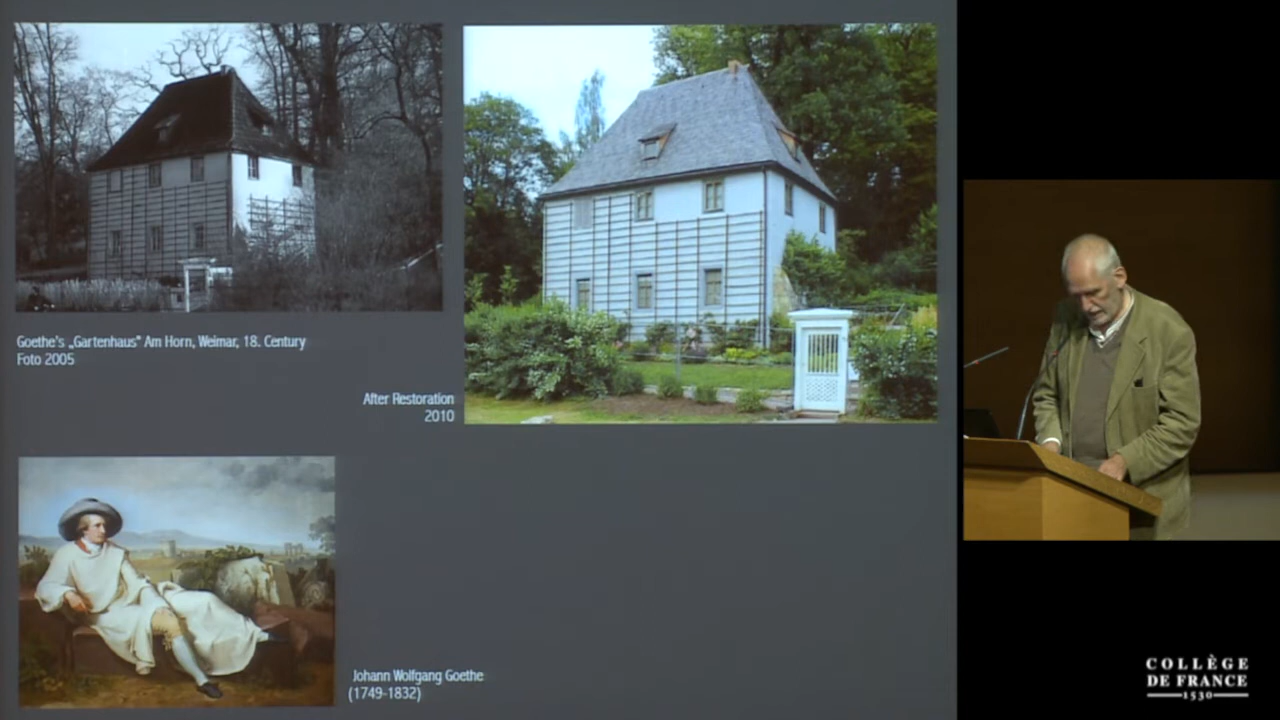 Goethe's „Gartenhaus" Am Horn, Weimar, 18. Century
Foto 2005
After Restoration
2010
Johann Wolfgang Goethe
(1749-1832)
COLLÈGE
DE FRANCE
1530